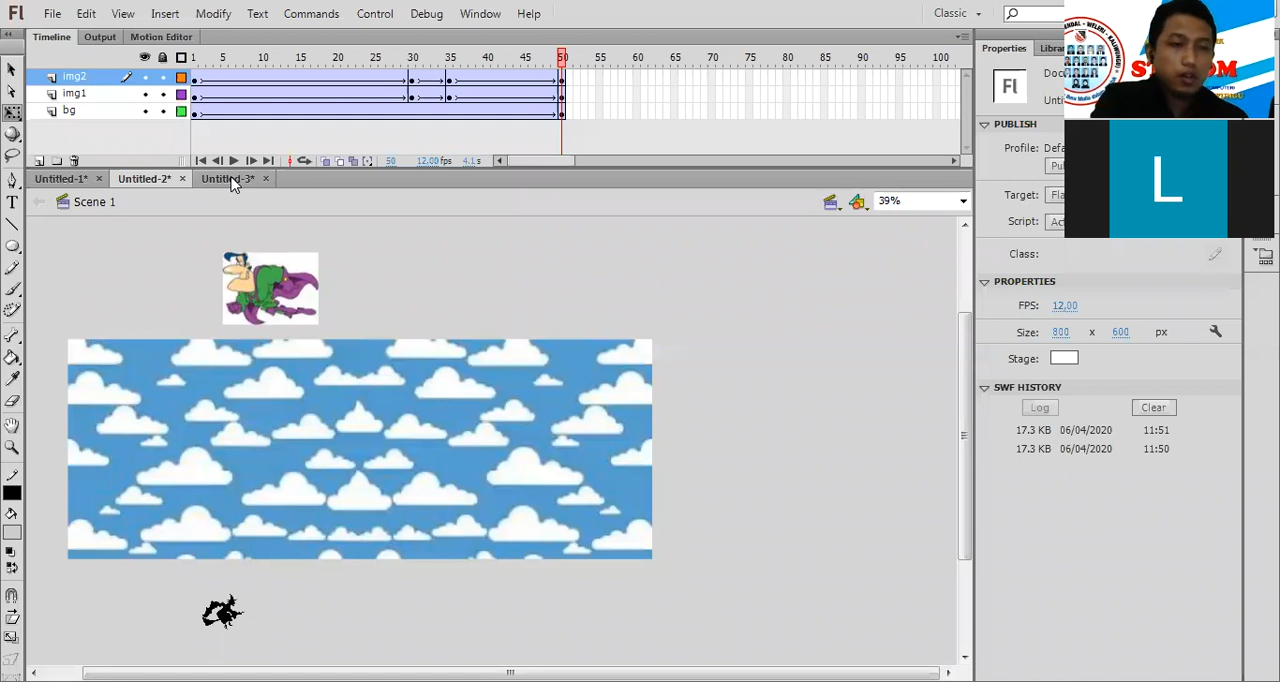 Fl File Edit View Insert Modify Text Commands Control Debug Window Help Classic
Timeline Output Motion Editor Properties
1 5 10 15 20 25 30 35 40 45 50 55 60 65 70 75 80 85 90 95 100
img2
img1
bg
Fl
PUBLISH
Profile:
50 12.00 fps 4.1 s
Untitled-1* × Untitled-2* × Untitled-3* ×
Target:
Scene 1 39%
Script:
Class:
PROPERTIES
FPS: 12,00
Size: 800 x 600 px
Stage:
SWF HISTORY
Log Clear
17.3 KB 06/04/2020 11:51
17.3 KB 06/04/2020 11:50
L
T